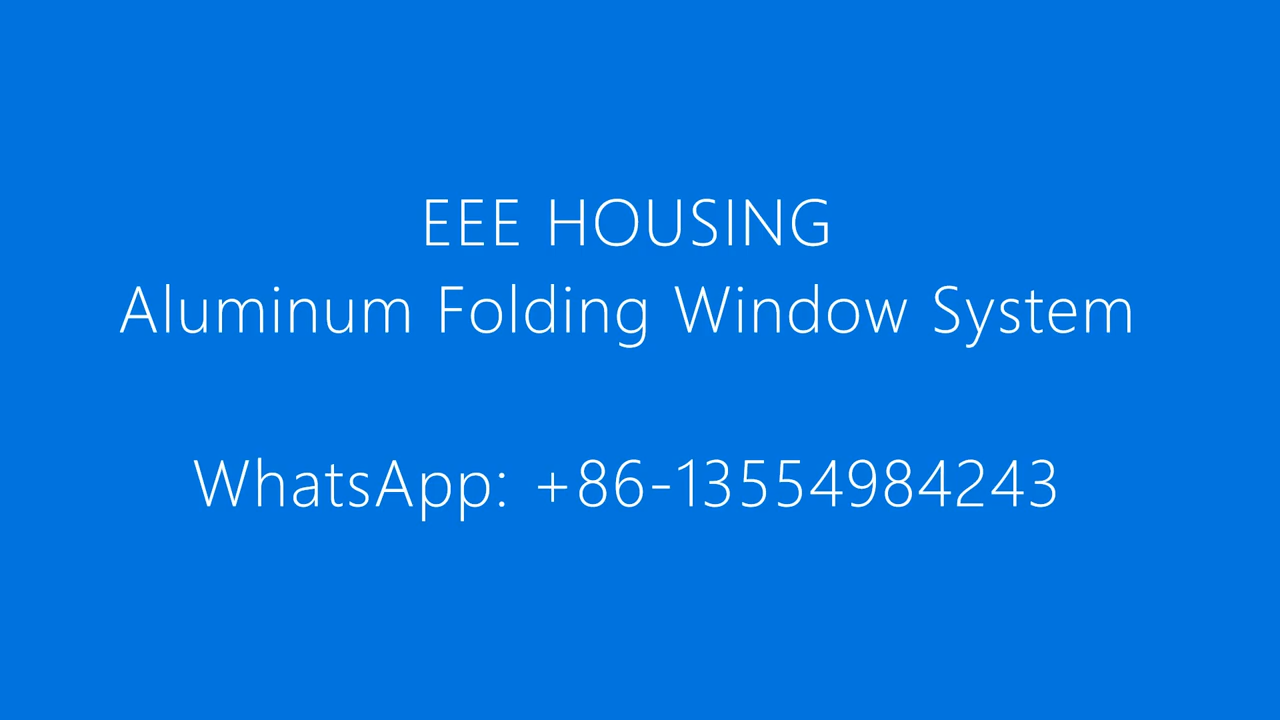 EEE HOUSING
Aluminum Folding Window System
WhatsApp: +86-13554984243